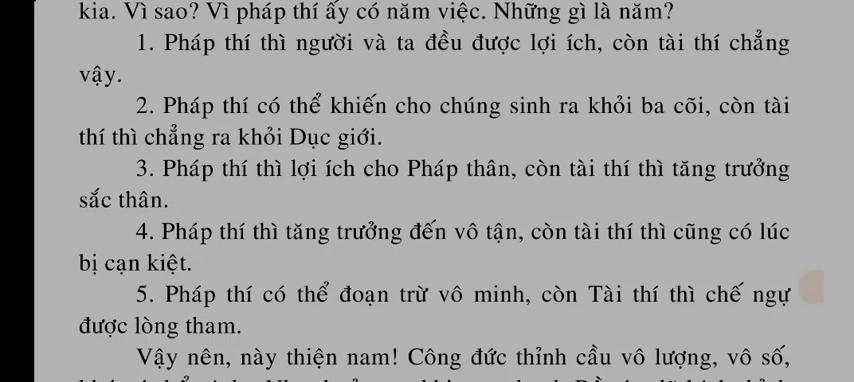 kia. Vì sao? Vì pháp thí ấy có năm việc. Những gì là năm?
1. Pháp thí thì người và ta đều được lợi ích, còn tài thí chẳng
vậy.
2. Pháp thí có thể khiến cho chúng sinh ra khỏi ba cõi, còn tài
thí thì chẳng ra khỏi Dục giới.
3. Pháp thí thì lợi ích cho Pháp thân, còn tài thí thì tăng trưởng
sắc thân.
4. Pháp thí thì tăng trưởng đến vô tận, còn tài thí thì cũng có lúc
bị cạn kiệt.
5. Pháp thí có thể đoạn trừ vô minh, còn Tài thí thì chế ngự
được lòng tham.
Vậy nên, này thiện nam! Công đức thỉnh cầu vô lượng, vô số,